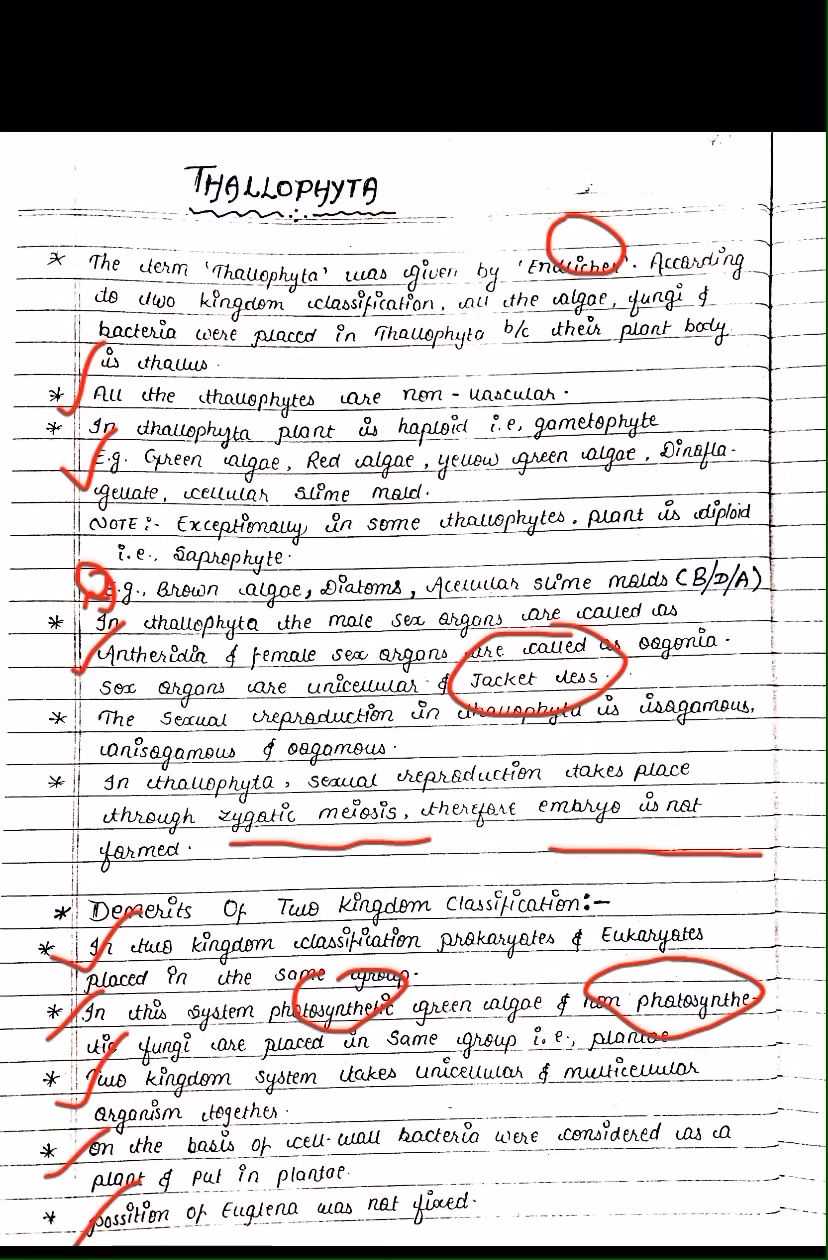 THALLOPHYTA
* The term 'Thallophyta' was given by 'Endlicher'. According
to two kingdom classification, all the algae, fungi &
bacteria were placed in Thallophyta b/c their plant body
is thallus.
* All the thallophytes are non-vascular.
* In thallophyta plant is haploid i.e, gametophyte
E.g. Green algae, Red algae, yellow green algae, Dinofla-
gellate, cellular slime mold.
NOTE:- Exceptionally in some thallophytes. plant is diploid
i.e., Saprophyte.
E.g., Brown algae, Diatoms, Acellular slime molds (B/D/A)
* In thallophyta the male sex organs are called as
Antheridia & female sex organs are called as oogonia.
Sex organs are unicellular & Jacket less.
* The sexual reproduction in thallophyta is isogamous,
anisogamous & oogamous.
* In thallophyta, sexual reproduction takes place
through zygotic meiosis, therefore embryo is not
formed.
* Demerits Of Two Kingdom Classification:-
* In two kingdom classification prokaryotes & Eukaryotes
placed in the same group.
* In this system photosynthetic green algae & non photosynthe-
tic fungi are placed in same group i.e., plantae
* Two kingdom system takes unicellular & multicellular
organism together.
* On the basis of cell-wall bacteria were considered as a
plant & put in plantae.
* possition of Euglena was not fixed.